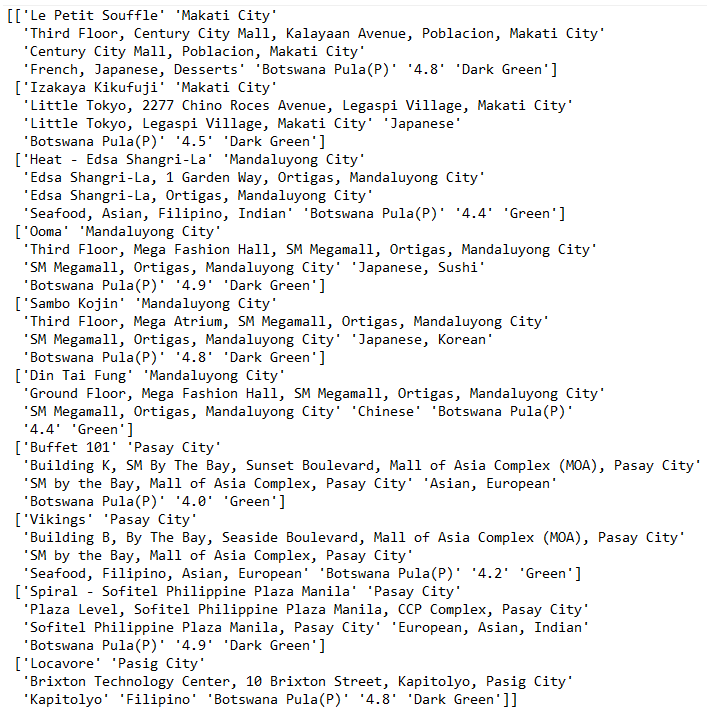 [['Le Petit Souffle' 'Makati City'
'Third Floor, Century City Mall, Kalayaan Avenue, Poblacion, Makati City'
'Century City Mall, Poblacion, Makati City'
'French, Japanese, Desserts' 'Botswana Pula(P)' '4.8' 'Dark Green']
['Izakaya Kikufuji' 'Makati City'
'Little Tokyo, 2277 Chino Roces Avenue, Legaspi Village, Makati City'
'Little Tokyo, Legaspi Village, Makati City' 'Japanese'
'Botswana Pula(P)' '4.5' 'Dark Green']
['Heat - Edsa Shangri-La' 'Mandaluyong City'
'Edsa Shangri-La, 1 Garden Way, Ortigas, Mandaluyong City'
'Edsa Shangri-La, Ortigas, Mandaluyong City'
'Seafood, Asian, Filipino, Indian' 'Botswana Pula(P)' '4.4' 'Green']
['Ooma' 'Mandaluyong City'
'Third Floor, Mega Fashion Hall, SM Megamall, Ortigas, Mandaluyong City'
'SM Megamall, Ortigas, Mandaluyong City' 'Japanese, Sushi'
'Botswana Pula(P)' '4.9' 'Dark Green']
['Sambo Kojin' 'Mandaluyong City'
'Third Floor, Mega Atrium, SM Megamall, Ortigas, Mandaluyong City'
'SM Megamall, Ortigas, Mandaluyong City' 'Japanese, Korean'
'Botswana Pula(P)' '4.8' 'Dark Green']
['Din Tai Fung' 'Mandaluyong City'
'Ground Floor, Mega Fashion Hall, SM Megamall, Ortigas, Mandaluyong City'
'SM Megamall, Ortigas, Mandaluyong City' 'Chinese' 'Botswana Pula(P)'
'4.4' 'Green']
['Buffet 101' 'Pasay City'
'Building K, SM By The Bay, Sunset Boulevard, Mall of Asia Complex (MOA), Pasay City'
'SM by the Bay, Mall of Asia Complex, Pasay City' 'Asian, European'
'Botswana Pula(P)' '4.0' 'Green']
['Vikings' 'Pasay City'
'Building B, By The Bay, Seaside Boulevard, Mall of Asia Complex (MOA), Pasay City'
'SM by the Bay, Mall of Asia Complex, Pasay City'
'Seafood, Filipino, Asian, European' 'Botswana Pula(P)' '4.2' 'Green']
['Spiral - Sofitel Philippine Plaza Manila' 'Pasay City'
'Plaza Level, Sofitel Philippine Plaza Manila, CCP Complex, Pasay City'
'Sofitel Philippine Plaza Manila, Pasay City' 'European, Asian, Indian'
'Botswana Pula(P)' '4.9' 'Dark Green']
['Locavore' 'Pasig City'
'Brixton Technology Center, 10 Brixton Street, Kapitolyo, Pasig City'
'Kapitolyo' 'Filipino' 'Botswana Pula(P)' '4.8' 'Dark Green']]